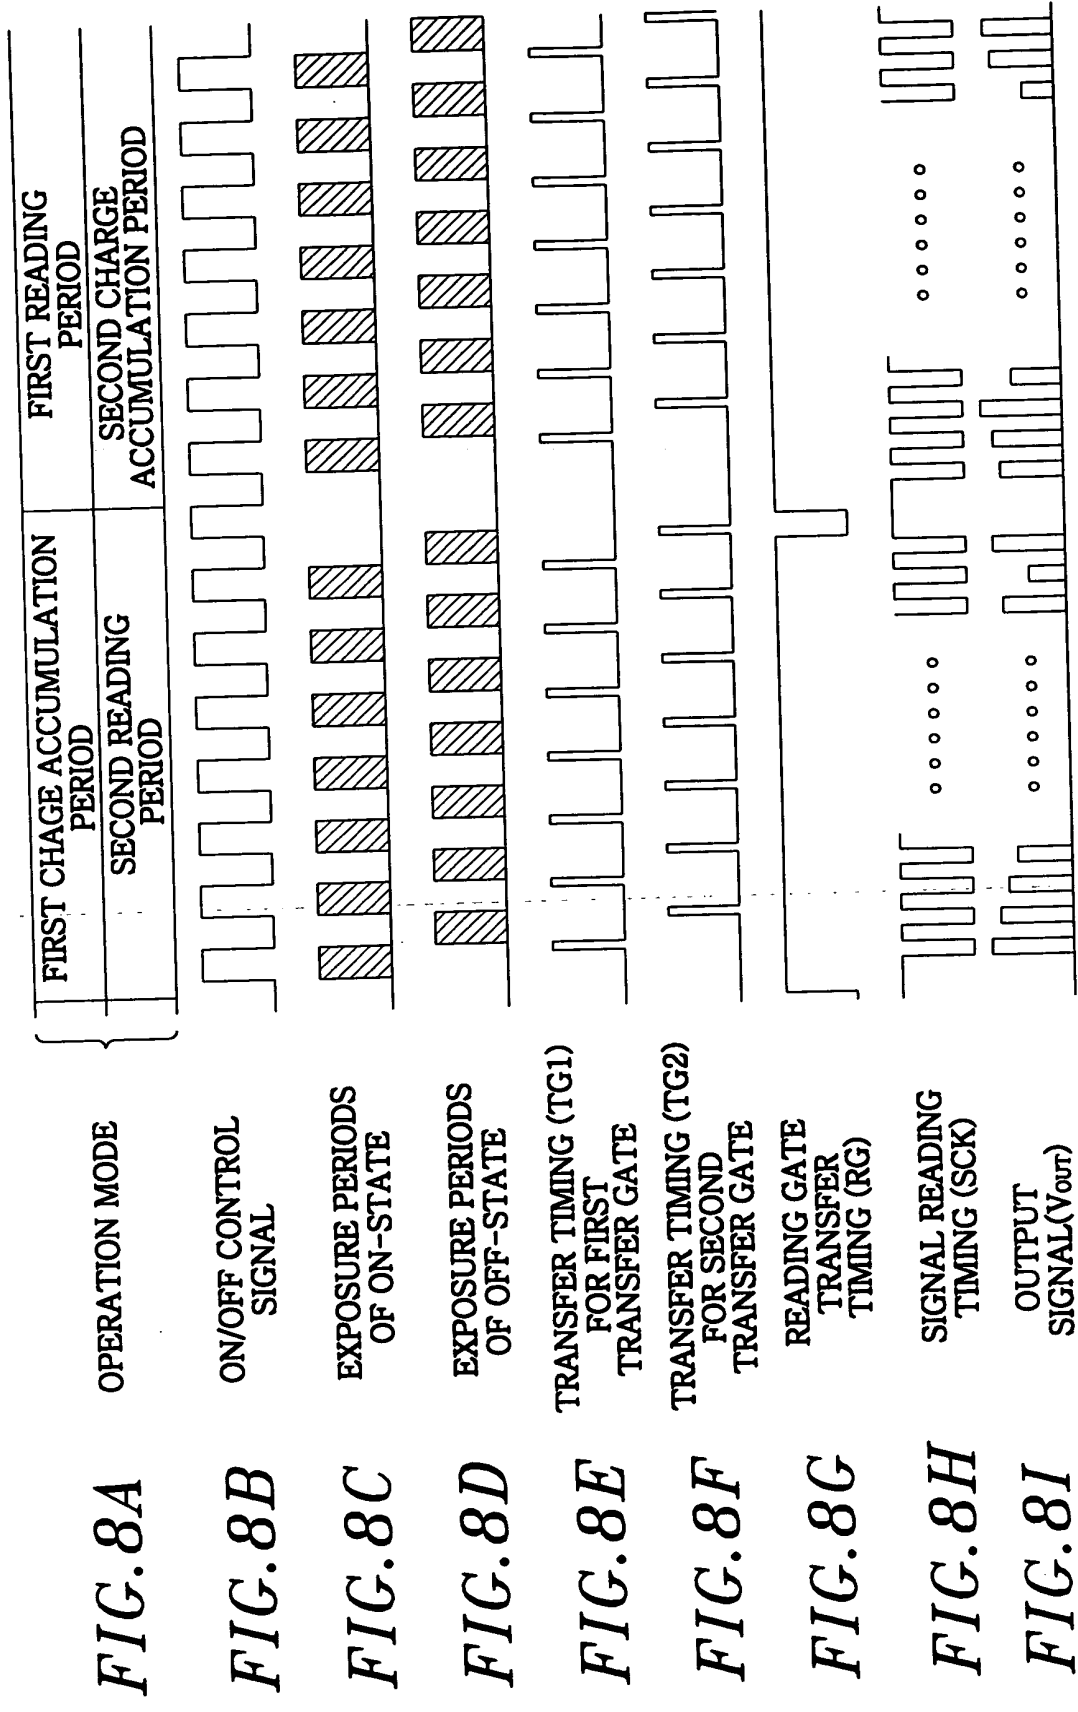 FIG.8A
OPERATION MODE
FIRST CHAGE ACCUMULATION
PERIOD
FIRST READING
PERIOD
SECOND READING
PERIOD
SECOND CHARGE
ACCUMULATION PERIOD
FIG.8B
ON/OFF CONTROL
SIGNAL
FIG.8C
EXPOSURE PERIODS
OF ON-STATE
FIG.8D
EXPOSURE PERIODS
OF OFF-STATE
FIG.8E
TRANSFER TIMING (TG1)
FOR FIRST
TRANSFER GATE
FIG.8F
TRANSFER TIMING (TG2)
FOR SECOND
TRANSFER GATE
FIG.8G
READING GATE
TRANSFER
TIMING (RG)
FIG.8H
SIGNAL READING
TIMING (SCK)
FIG.8I
OUTPUT
SIGNAL(VOUT)